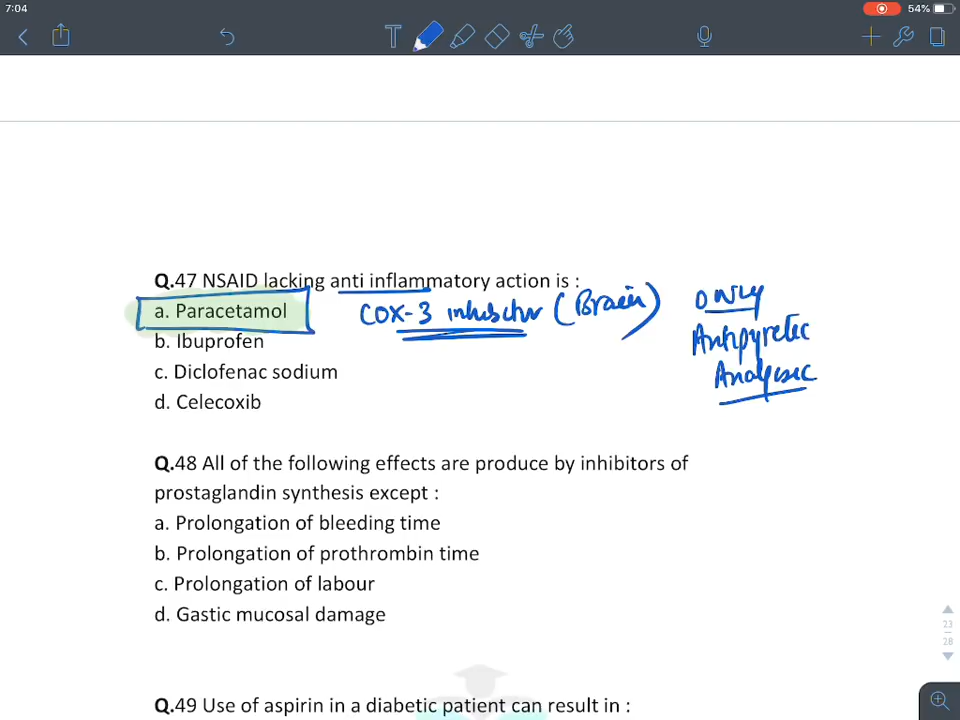 7:04
54%
Q.47 NSAID lacking anti inflammatory action is :
a. Paracetamol
COX-3 inhibitor (Brain)
ONLY
Antipyretic
Analgesic
b. Ibuprofen
c. Diclofenac sodium
d. Celecoxib
Q.48 All of the following effects are produce by inhibitors of
prostaglandin synthesis except :
a. Prolongation of bleeding time
b. Prolongation of prothrombin time
c. Prolongation of labour
d. Gastic mucosal damage
23
28
Q.49 Use of aspirin in a diabetic patient can result in :